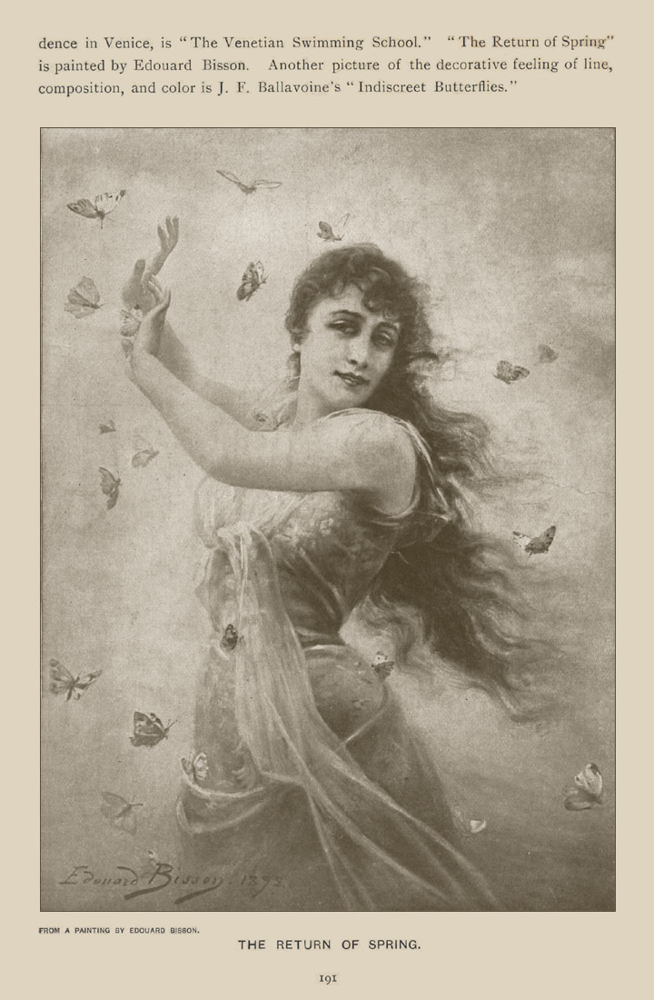 dence in Venice, is “The Venetian Swimming School.” “The Return of Spring”
is painted by Edouard Bisson. Another picture of the decorative feeling of line,
composition, and color is J. F. Ballavoine’s “Indiscreet Butterflies.”
Edouard Bisson. 1892
FROM A PAINTING BY EDOUARD BISSON.
THE RETURN OF SPRING.
191